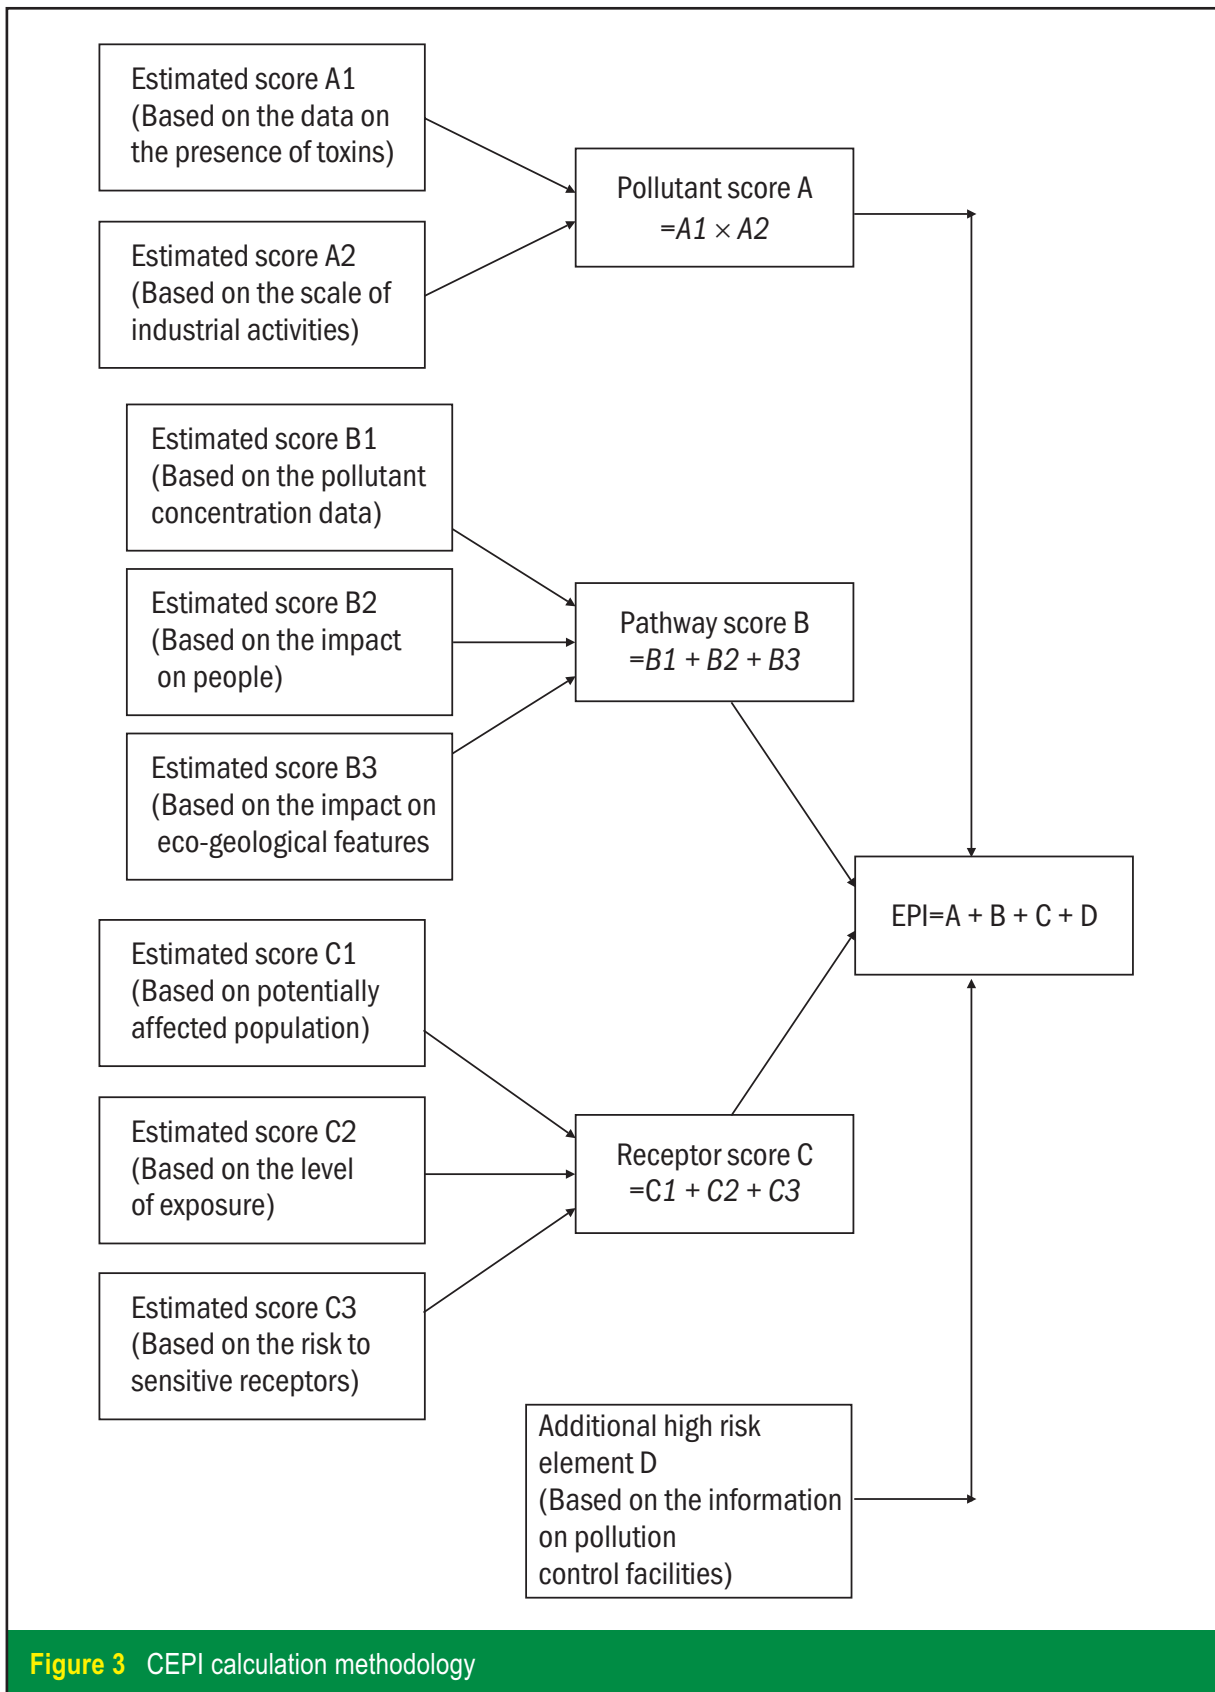 Estimated score A1
(Based on the data on
the presence of toxins)
Estimated score A2
(Based on the scale of
industrial activities)
Pollutant score A
=A1 × A2
Estimated score B1
(Based on the pollutant
concentration data)
Estimated score B2
(Based on the impact
on people)
Estimated score B3
(Based on the impact on
eco-geological features
Pathway score B
=B1 + B2 + B3
EPI=A + B + C + D
Estimated score C1
(Based on potentially
affected population)
Estimated score C2
(Based on the level
of exposure)
Estimated score C3
(Based on the risk to
sensitive receptors)
Receptor score C
=C1 + C2 + C3
Additional high risk
element D
(Based on the information
on pollution
control facilities)
Figure 3 CEPI calculation methodology